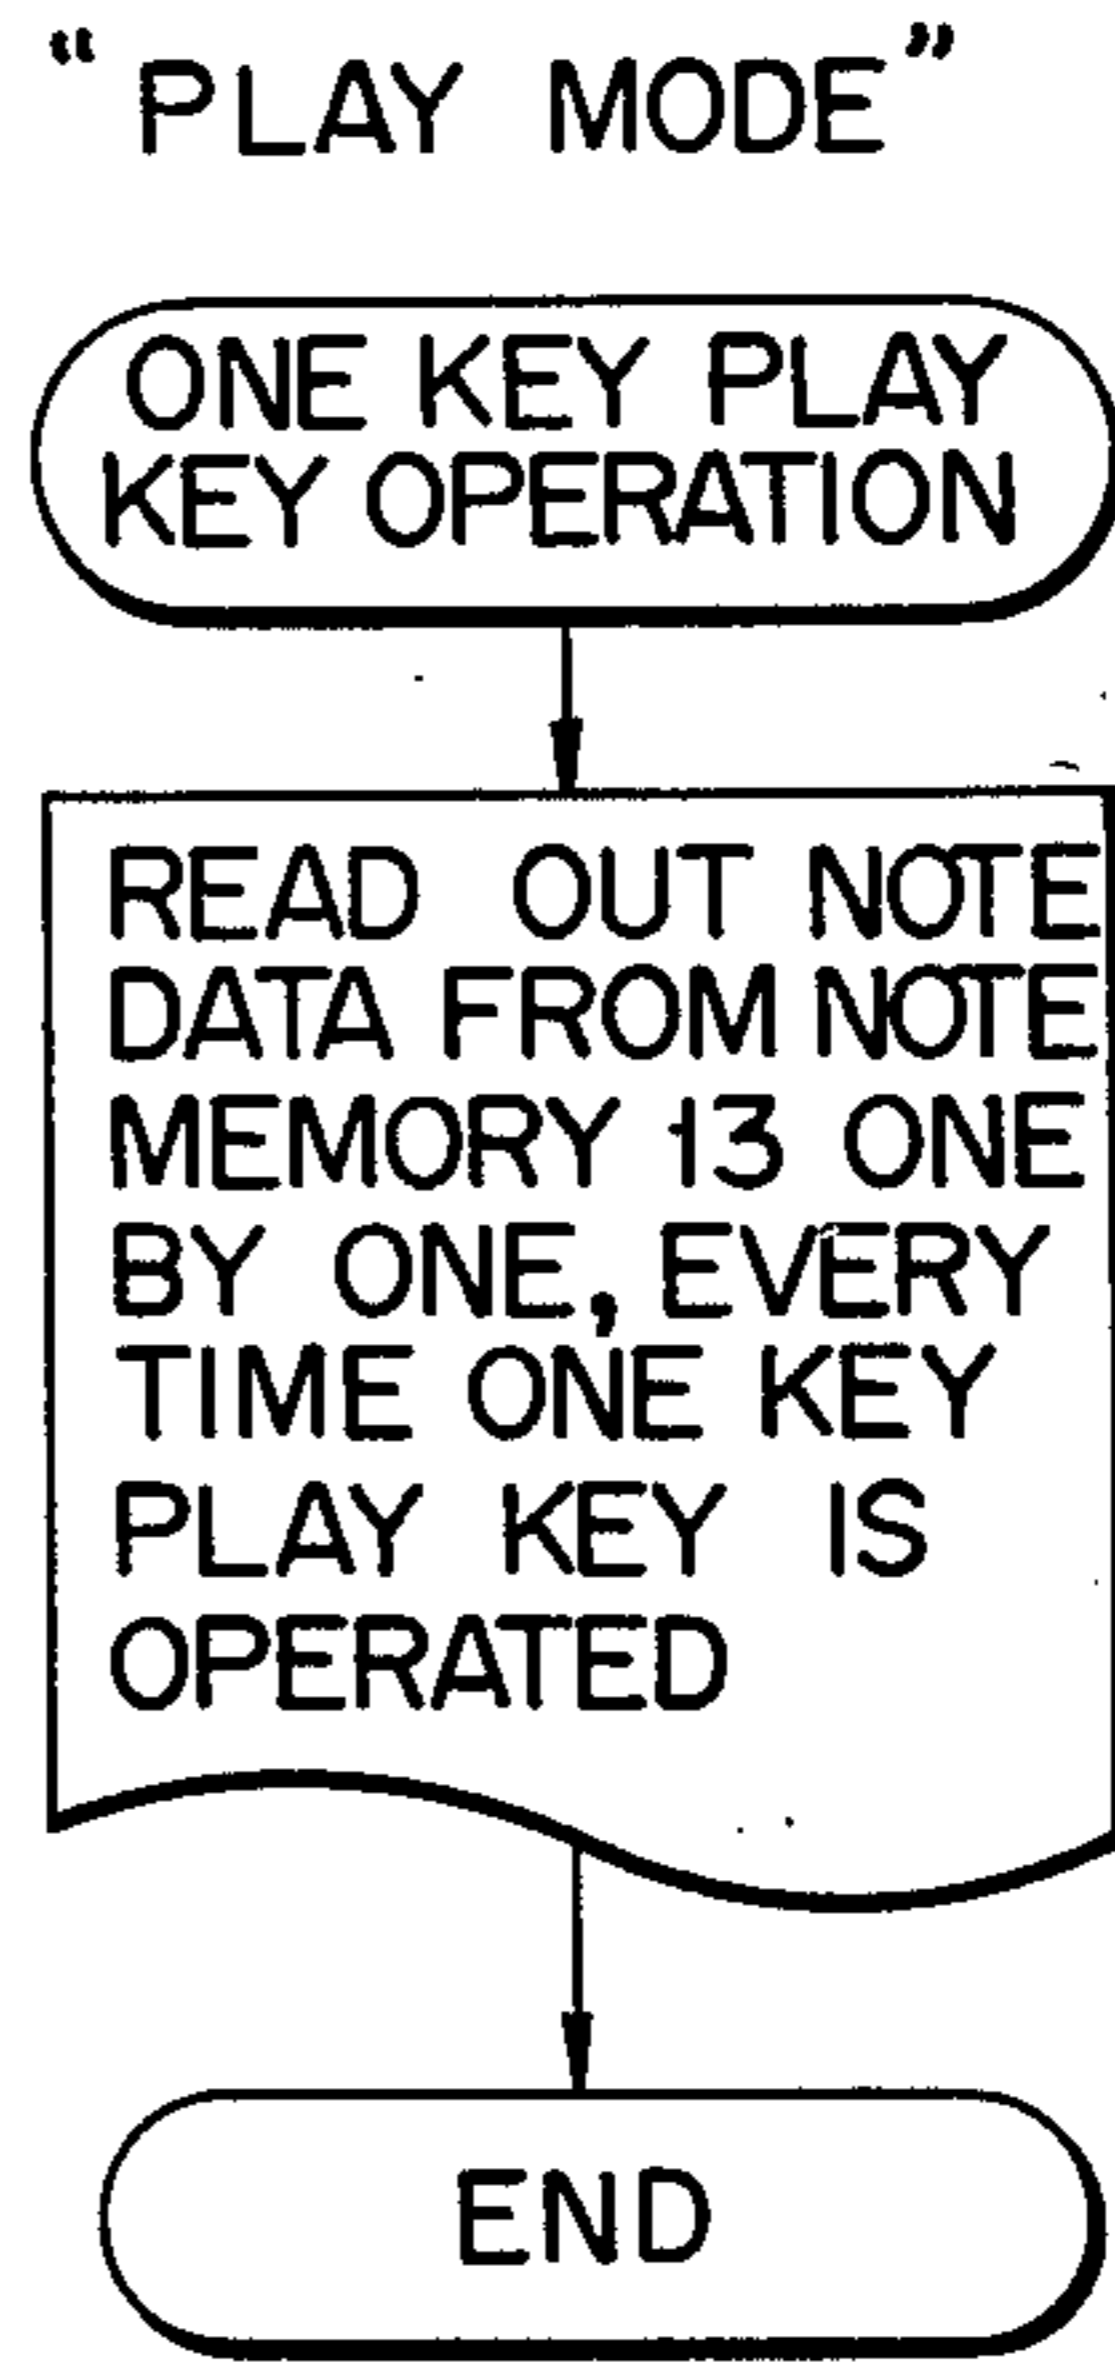 “PLAY MODE”
ONE KEY PLAY
KEY OPERATION
READ OUT NOTE
DATA FROM NOTE
MEMORY 13 ONE
BY ONE, EVERY
TIME ONE KEY
PLAY KEY IS
OPERATED
END